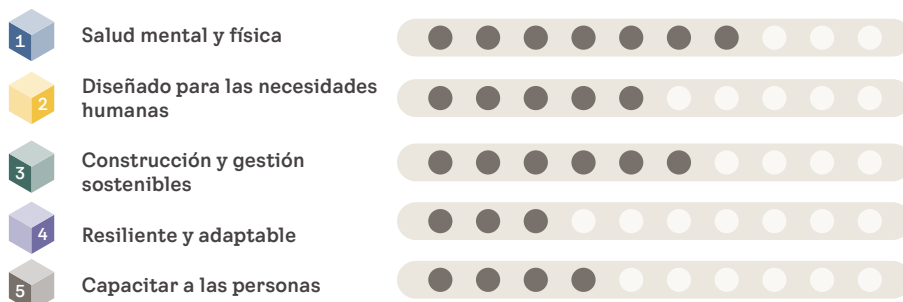 1
Salud mental y física
2
Diseñado para las necesidades
humanas
3
Construcción y gestión
sostenibles
4
Resiliente y adaptable
5
Capacitar a las personas